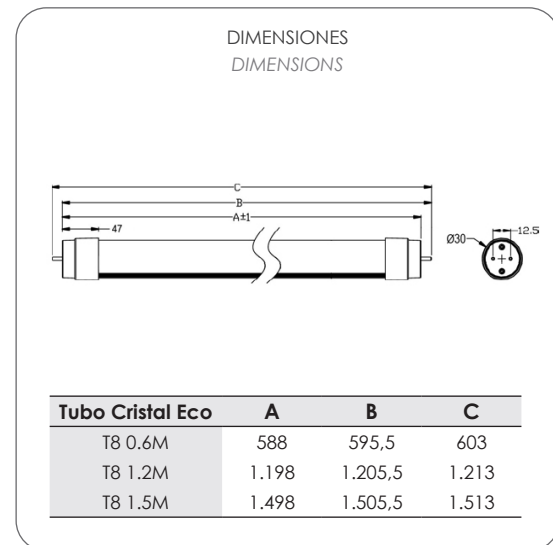 DIMENSIONES
DIMENSIONS
C
B
A±1
47
Ø30
12.5
Tubo Cristal Eco A B C
T8 0.6M 588 595,5 603
T8 1.2M 1.198 1.205,5 1.213
T8 1.5M 1.498 1.505,5 1.513